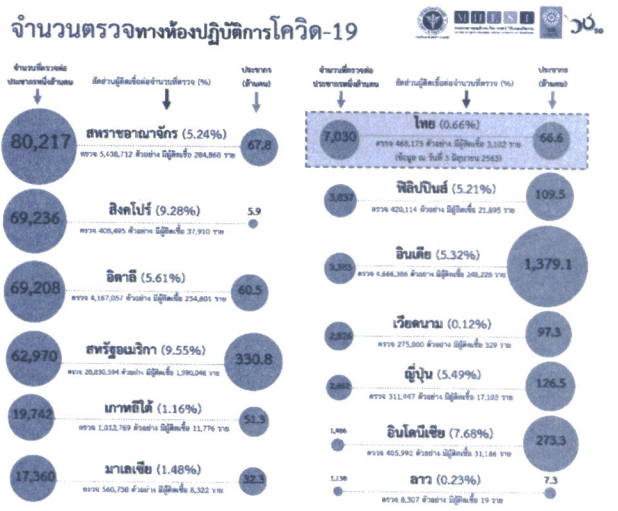 จำนวนตรวจทางห้องปฏิบัติการโควิด-19
จำนวนที่ตรวจต่อ
ประชากรหนึ่งล้านคน
สัดส่วนผู้ติดเชื้อต่อจำนวนที่ตรวจ (%)
ประชากร
(ล้านคน)
80,217
สหราชอาณาจักร (5.24%)
67.8
ตรวจ 5,438,712 ตัวอย่าง มีผู้ติดเชื้อ 284,868 ราย
69,236
สิงคโปร์ (9.28%)
5.9
ตรวจ 408,495 ตัวอย่าง มีผู้ติดเชื้อ 37,910 ราย
69,208
อิตาลี (5.61%)
60.5
ตรวจ 4,187,057 ตัวอย่าง มีผู้ติดเชื้อ 234,801 ราย
62,970
สหรัฐอเมริกา (9.55%)
330.8
ตัวอย่าง มีผู้ติดเชื้อ ราย
19,742
เกาหลีใต้ (1.16%)
51.3
ตรวจ 1,012,769 ตัวอย่าง มีผู้ติดเชื้อ 11,776 ราย
17,360
มาเลเซีย (1.48%)
32.3
ตรวจ 560,738 ตัวอย่าง มีผู้ติดเชื้อ 8,322 ราย
จำนวนที่ตรวจต่อ
ประชากรหนึ่งล้านคน
สัดส่วนผู้ติดเชื้อต่อจำนวนที่ตรวจ (%)
ประชากร
(ล้านคน)
7,030
ไทย (0.66%)
66.6
ตรวจ 468,175 ตัวอย่าง มีผู้ติดเชื้อ 3,102 ราย
(ข้อมูล ณ วันที่ 5 มิถุนายน 2563)
3,837
ฟิลิปปินส์ (5.21%)
109.5
ตรวจ 420,114 ตัวอย่าง มีผู้ติดเชื้อ 21,895 ราย
อินเดีย (5.32%)
1,379.1
ตรวจ 4,666,386 ตัวอย่าง มีผู้ติดเชื้อ ราย
เวียดนาม (0.12%)
97.3
ตรวจ 275,000 ตัวอย่าง มีผู้ติดเชื้อ 329 ราย
ญี่ปุ่น (5.49%)
126.5
ตรวจ 311,447 ตัวอย่าง มีผู้ติดเชื้อ ราย
1,486
อินโดนีเซีย (7.68%)
273.3
ตรวจ 405,992 ตัวอย่าง มีผู้ติดเชื้อ 31,186 ราย
1,138
ลาว (0.23%)
7.3
ตรวจ 8,307 ตัวอย่าง มีผู้ติดเชื้อ 19 ราย